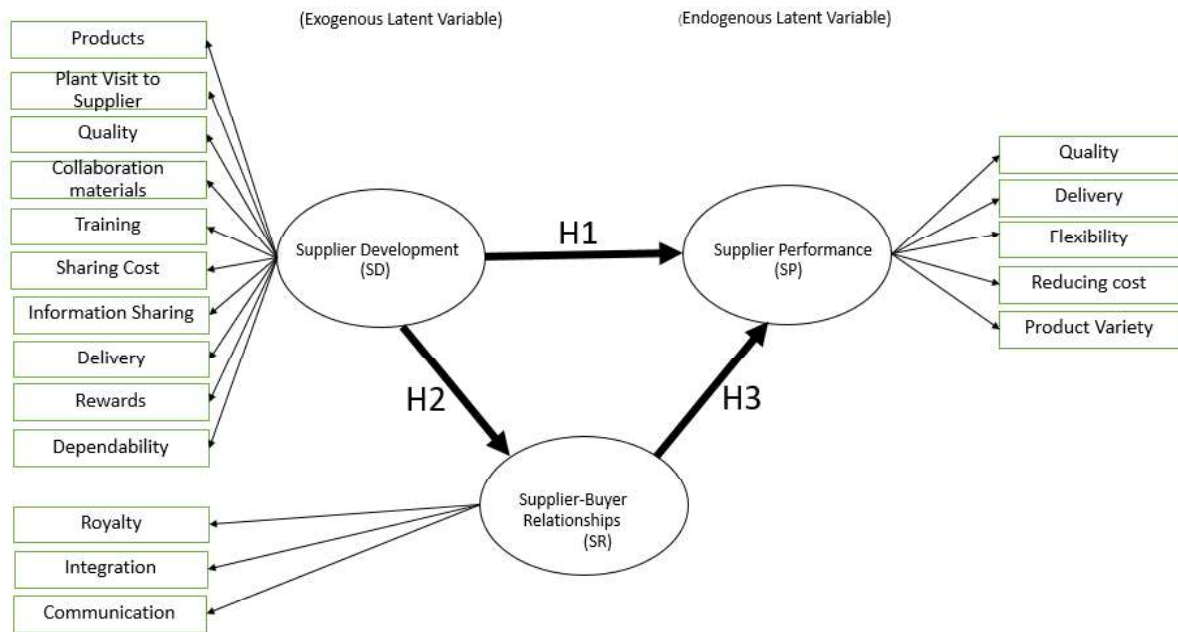 (Exogenous Latent Variable)
(Endogenous Latent Variable)
Products
Plant Visit to
Supplier
Quality
Collaboration
materials
Training
Sharing Cost
Information Sharing
Delivery
Rewards
Dependability
Royalty
Integration
Communication
Supplier Development
(SD)
H1
H2
H3
Supplier-Buyer
Relationships
(SR)
Supplier Performance
(SP)
Quality
Delivery
Flexibility
Reducing cost
Product Variety